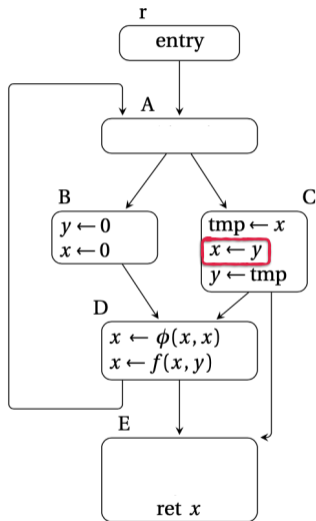 r
entry
A
B
C
y ← 0
x ← 0
tmp ← x
x ← y
y ← tmp
D
x ← ϕ(x, x)
x ← f(x, y)
E
ret x